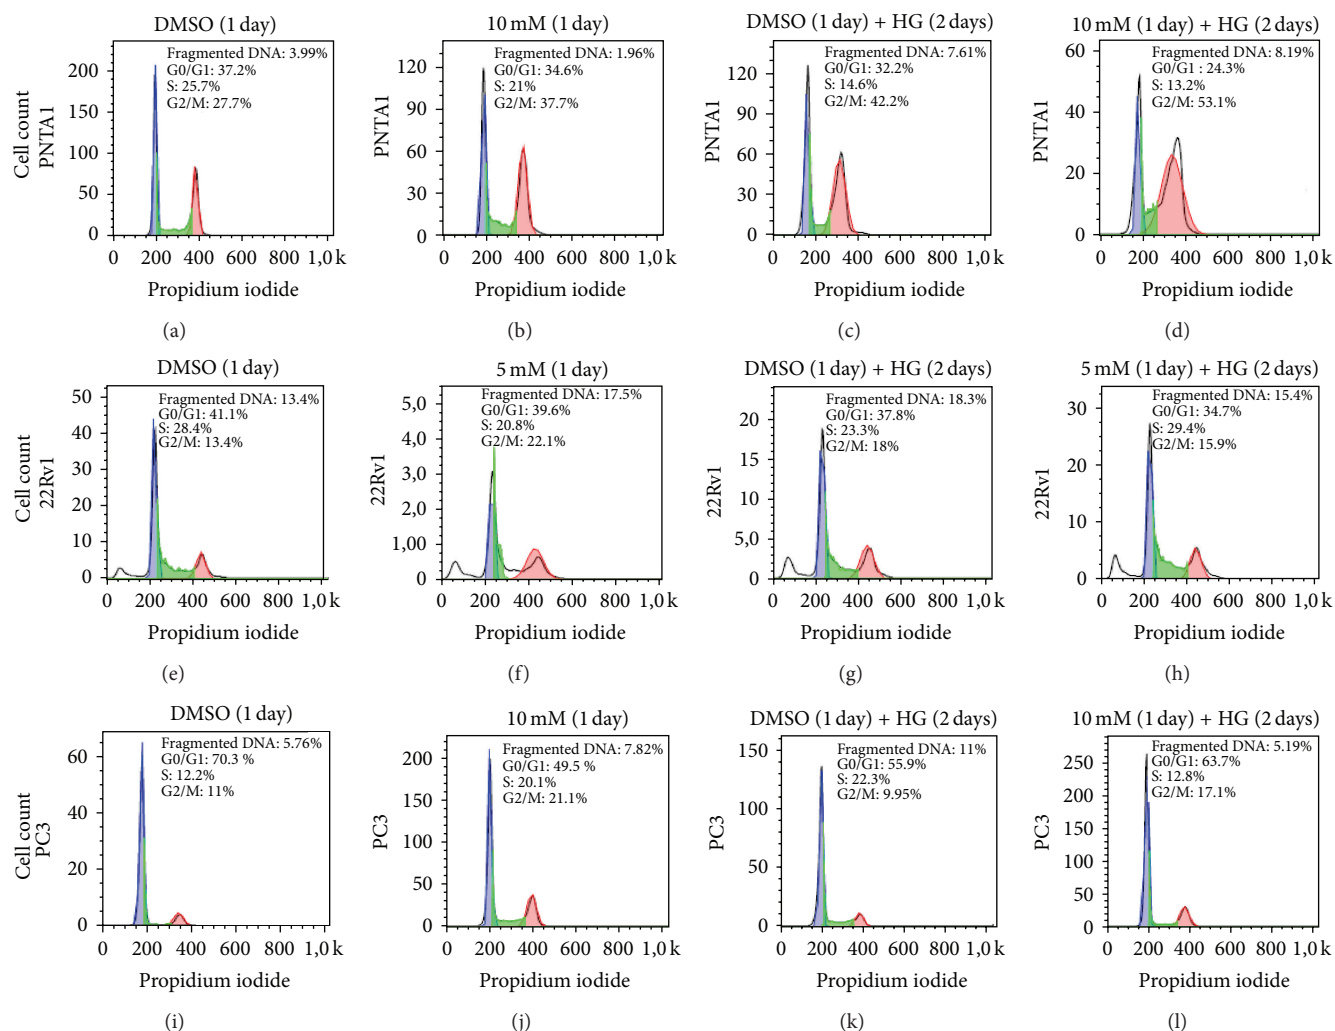 DMSO (1 day)
Fragmented DNA: 3.99%
G0/G1: 37.2%
S: 25.7%
G2/M: 27.7%
Cell count
PNTA1
200
150
100
50
0
0 200 400 600 800 1,0 k
Propidium iodide
(a)
10 mM (1 day)
Fragmented DNA: 1.96%
G0/G1: 34.6%
S: 21%
G2/M: 37.7%
PNTA1
120
90
60
30
0
0 200 400 600 800 1,0 k
Propidium iodide
(b)
DMSO (1 day) + HG (2 days)
Fragmented DNA: 7.61%
G0/G1: 32.2%
S: 14.6%
G2/M: 42.2%
PNTA1
120
90
60
30
0
0 200 400 600 800 1,0 k
Propidium iodide
(c)
10 mM (1 day) + HG (2 days)
Fragmented DNA: 8.19%
G0/G1 : 24.3%
S: 13.2%
G2/M: 53.1%
PNTA1
60
40
20
0
0 200 400 600 800 1,0 k
Propidium iodide
(d)
DMSO (1 day)
Fragmented DNA: 13.4%
G0/G1: 41.1%
S: 28.4%
G2/M: 13.4%
Cell count
22Rv1
50
40
30
20
10
0
0 200 400 600 800 1,0 k
Propidium iodide
(e)
5 mM (1 day)
Fragmented DNA: 17.5%
G0/G1: 39.6%
S: 20.8%
G2/M: 22.1%
22Rv1
5,0
4,0
3,0
2,0
1,00
0
0 200 400 600 800 1,0 k
Propidium iodide
(f)
DMSO (1 day) + HG (2 days)
Fragmented DNA: 18.3%
G0/G1: 37.8%
S: 23.3%
G2/M: 18%
22Rv1
20
15
10
5,0
0
0 200 400 600 800 1,0 k
Propidium iodide
(g)
5 mM (1 day) + HG (2 days)
Fragmented DNA: 15.4%
G0/G1: 34.7%
S: 29.4%
G2/M: 15.9%
22Rv1
30
20
10
0
0 200 400 600 800 1,0 k
Propidium iodide
(h)
DMSO (1 day)
Fragmented DNA: 5.76%
G0/G1: 70.3 %
S: 12.2%
G2/M: 11%
Cell count
PC3
60
40
20
0
0 200 400 600 800 1,0 k
Propidium iodide
(i)
10 mM (1 day)
Fragmented DNA: 7.82%
G0/G1: 49.5 %
S: 20.1%
G2/M: 21.1%
PC3
200
150
100
50
0
0 200 400 600 800 1,0 k
Propidium iodide
(j)
DMSO (1 day) + HG (2 days)
Fragmented DNA: 11%
G0/G1: 55.9%
S: 22.3%
G2/M: 9.95%
PC3
150
100
50
0
0 200 400 600 800 1,0 k
Propidium iodide
(k)
10 mM (1 day) + HG (2 days)
Fragmented DNA: 5.19%
G0/G1: 63.7%
S: 12.8%
G2/M: 17.1%
PC3
250
200
150
100
50
0
0 200 400 600 800 1,0 k
Propidium iodide
(l)